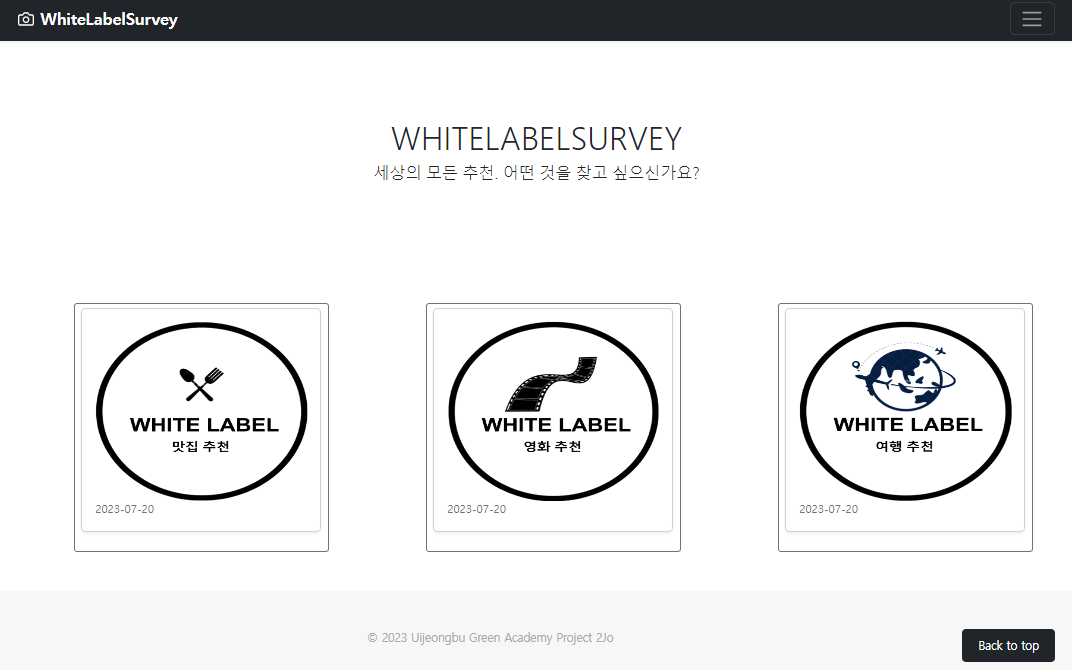 WhiteLabelSurvey
WHITELABELSURVEY
세상의 모든 추천. 어떤 것을 찾고 싶으신가요?
WHITE LABEL
맛집 추천
2023-07-20
WHITE LABEL
영화 추천
2023-07-20
WHITE LABEL
여행 추천
2023-07-20
© 2023 Uijeongbu Green Academy Project 2Jo
Back to top